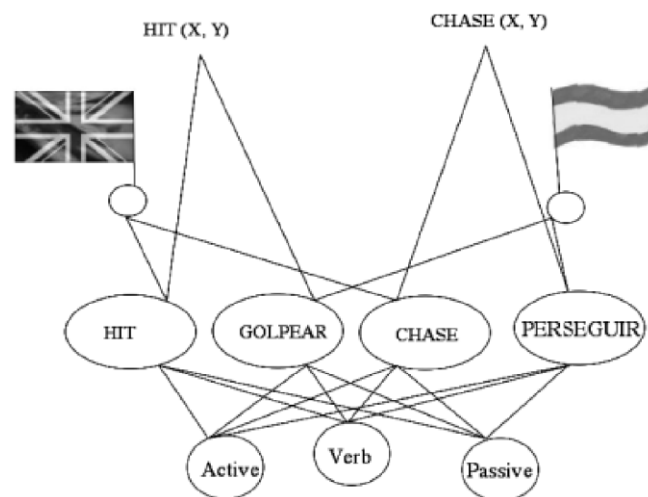 HIT (X, Y)
CHASE (X, Y)
HIT
GOLPEAR
CHASE
PERSEGUIR
Active
Verb
Passive